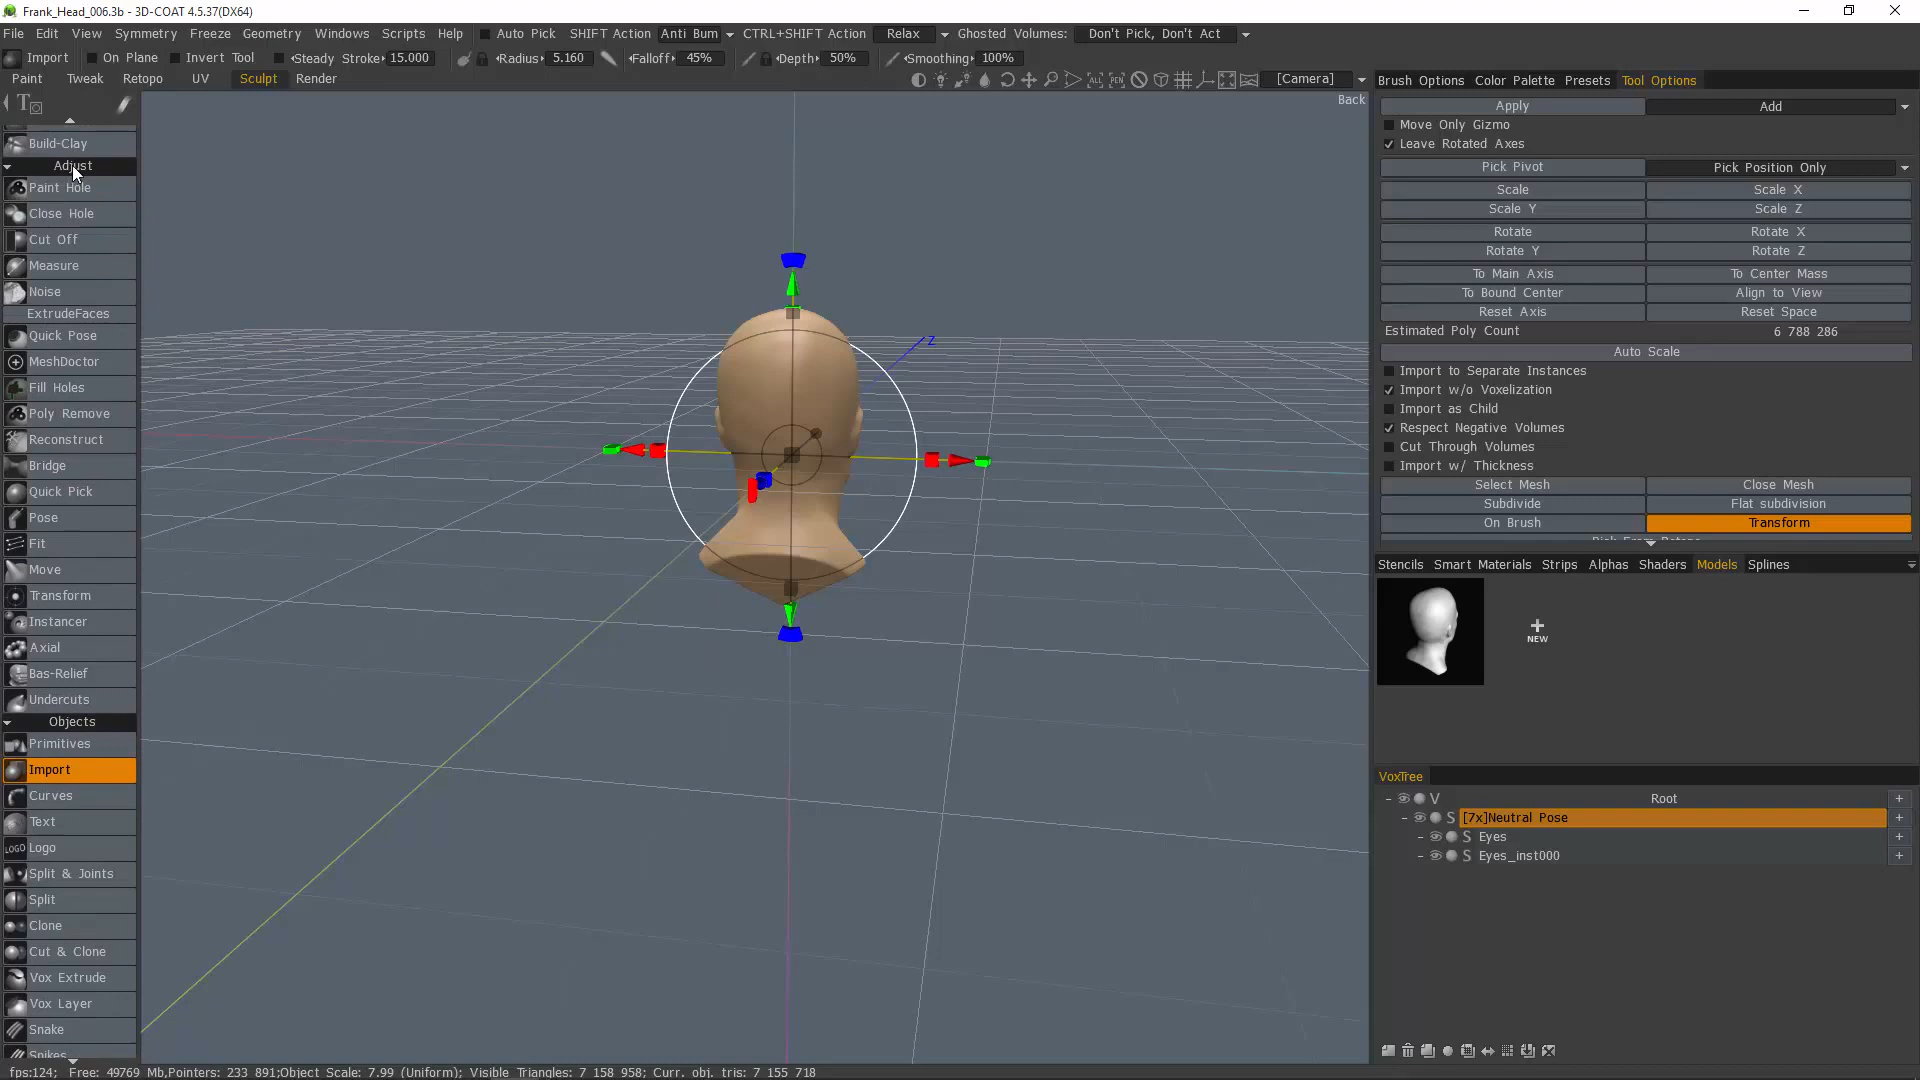 Frank_Head_006.3b - 3D-COAT 4.5.37(DX64)
File Edit View Symmetry Freeze Geometry Windows Scripts Help Auto Pick SHIFT Action Anti Bum CTRL+SHIFT Action Relax Ghosted Volumes: Don't Pick, Don't Act
Import On Plane Invert Tool Steady Stroke 15.000 Radius 5.160 Falloff 45% Depth 50% Smoothing 100%
Paint Tweak Retopo UV Sculpt Render [Camera]
Back
Build-Clay
Adjust
Paint Hole
Close Hole
Cut Off
Measure
Noise
ExtrudeFaces
Quick Pose
MeshDoctor
Fill Holes
Poly Remove
Reconstruct
Bridge
Quick Pick
Pose
Fit
Move
Transform
Instancer
Axial
Bas-Relief
Undercuts
Objects
Primitives
Import
Curves
Text
LOGO Logo
Split & Joints
Split
Clone
Cut & Clone
Vox Extrude
Vox Layer
Snake
Spikes
Z
Brush Options Color Palette Presets Tool Options
Apply Add
Move Only Gizmo
Leave Rotated Axes
Pick Pivot Pick Position Only
Scale Scale X
Scale Y Scale Z
Rotate Rotate X
Rotate Y Rotate Z
To Main Axis To Center Mass
To Bound Center Align to View
Reset Axis Reset Space
Estimated Poly Count 6 788 286
Auto Scale
Import to Separate Instances
Import w/o Voxelization
Import as Child
Respect Negative Volumes
Cut Through Volumes
Import w/ Thickness
Select Mesh Close Mesh
Subdivide Flat subdivision
On Brush Transform
Stencils Smart Materials Strips Alphas Shaders Models Splines
+
NEW
VoxTree
V Root +
S [7x]Neutral Pose +
S Eyes +
S Eyes_inst000 +
fps:124; Free: 49769 Mb,Pointers: 233 891;Object Scale: 7.99 (Uniform); Visible Triangles: 7 158 958; Curr. obj. tris: 7 155 718